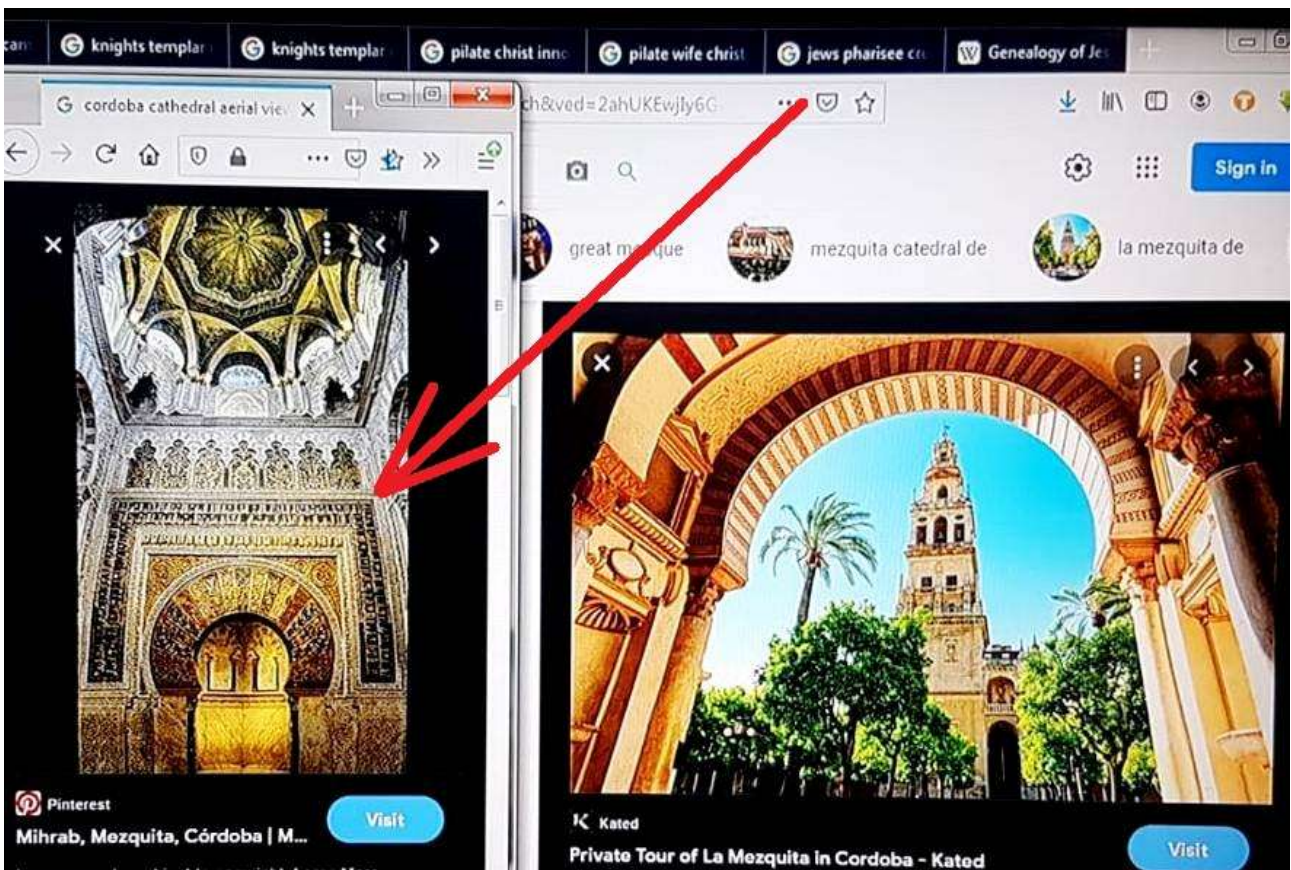 can
knights templar
knights templar
pilate christ inno
pilate wife christ
jews pharisee cru
W Genealogy of Jes
G cordoba cathedral aerial vie
ch&ved=2ahUKEwjIy6G
Sign in
great mosque
mezquita catedral de
la mezquita de
Pinterest
Mihrab, Mezquita, Córdoba | M...
Visit
K Kated
Private Tour of La Mezquita in Cordoba - Kated
Visit